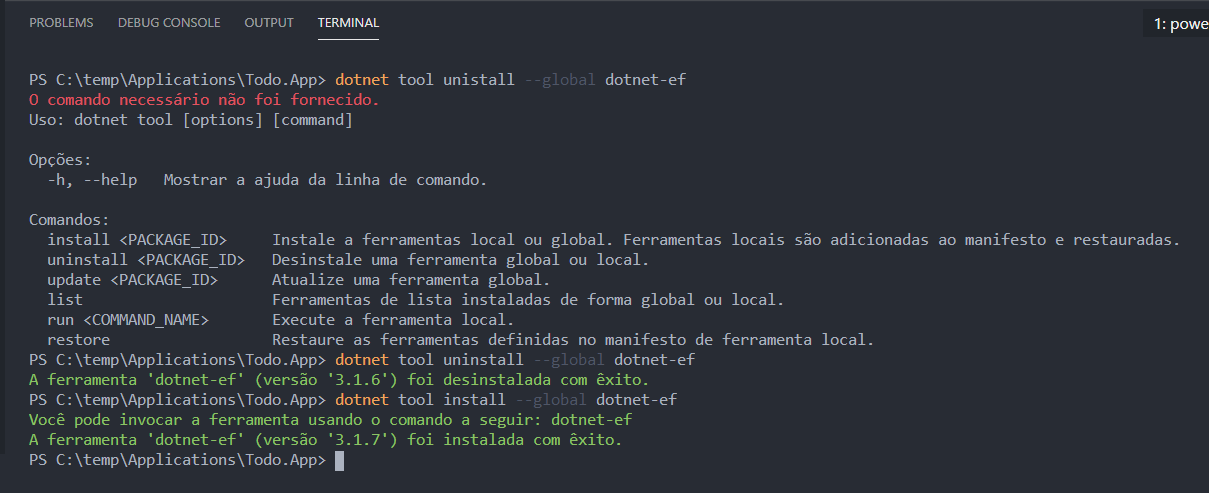 PROBLEMS DEBUG CONSOLE OUTPUT TERMINAL 1: powe
PS C:\temp\Applications\Todo.App> dotnet tool unistall --global dotnet-ef
O comando necessário não foi fornecido.
Uso: dotnet tool [options] [command]
Opções:
-h, --help Mostrar a ajuda da linha de comando.
Comandos:
install <PACKAGE_ID> Instale a ferramentas local ou global. Ferramentas locais são adicionadas ao manifesto e restauradas.
uninstall <PACKAGE_ID> Desinstale uma ferramenta global ou local.
update <PACKAGE_ID> Atualize uma ferramenta global.
list Ferramentas de lista instaladas de forma global ou local.
run <COMMAND_NAME> Execute a ferramenta local.
restore Restaure as ferramentas definidas no manifesto de ferramenta local.
PS C:\temp\Applications\Todo.App> dotnet tool uninstall --global dotnet-ef
A ferramenta 'dotnet-ef' (versão '3.1.6') foi desinstalada com êxito.
PS C:\temp\Applications\Todo.App> dotnet tool install --global dotnet-ef
Você pode invocar a ferramenta usando o comando a seguir: dotnet-ef
A ferramenta 'dotnet-ef' (versão '3.1.7') foi instalada com êxito.
PS C:\temp\Applications\Todo.App>